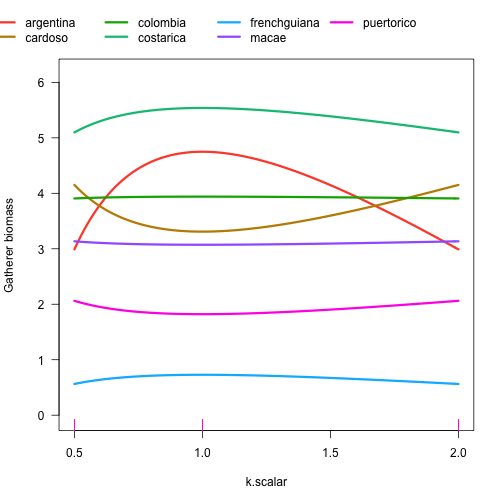 argentina colombia frenchguiana puertorico
cardoso costarica macae
6
5
4
3
2
1
0
Gatherer biomass
0.5 1.0 1.5 2.0
k.scalar